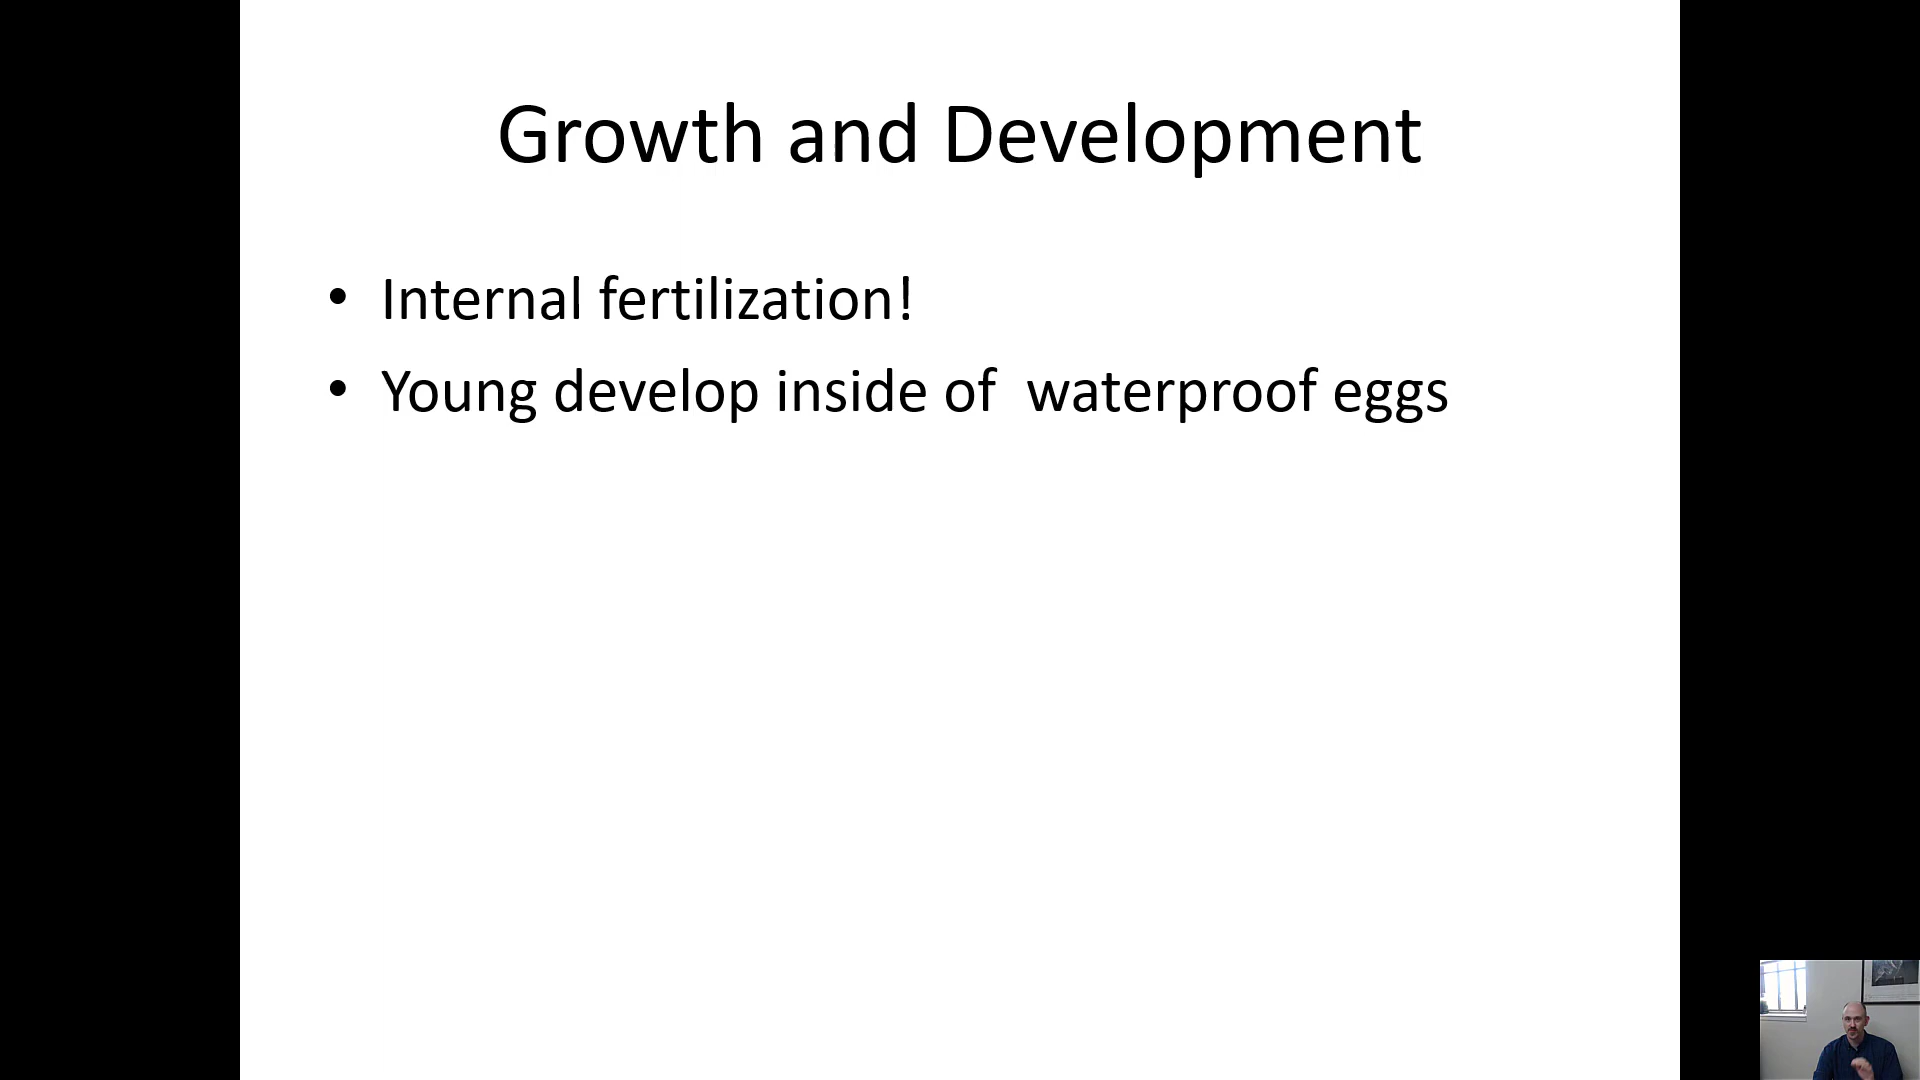 Growth and Development
• Internal fertilization!
• Young develop inside of  waterproof eggs